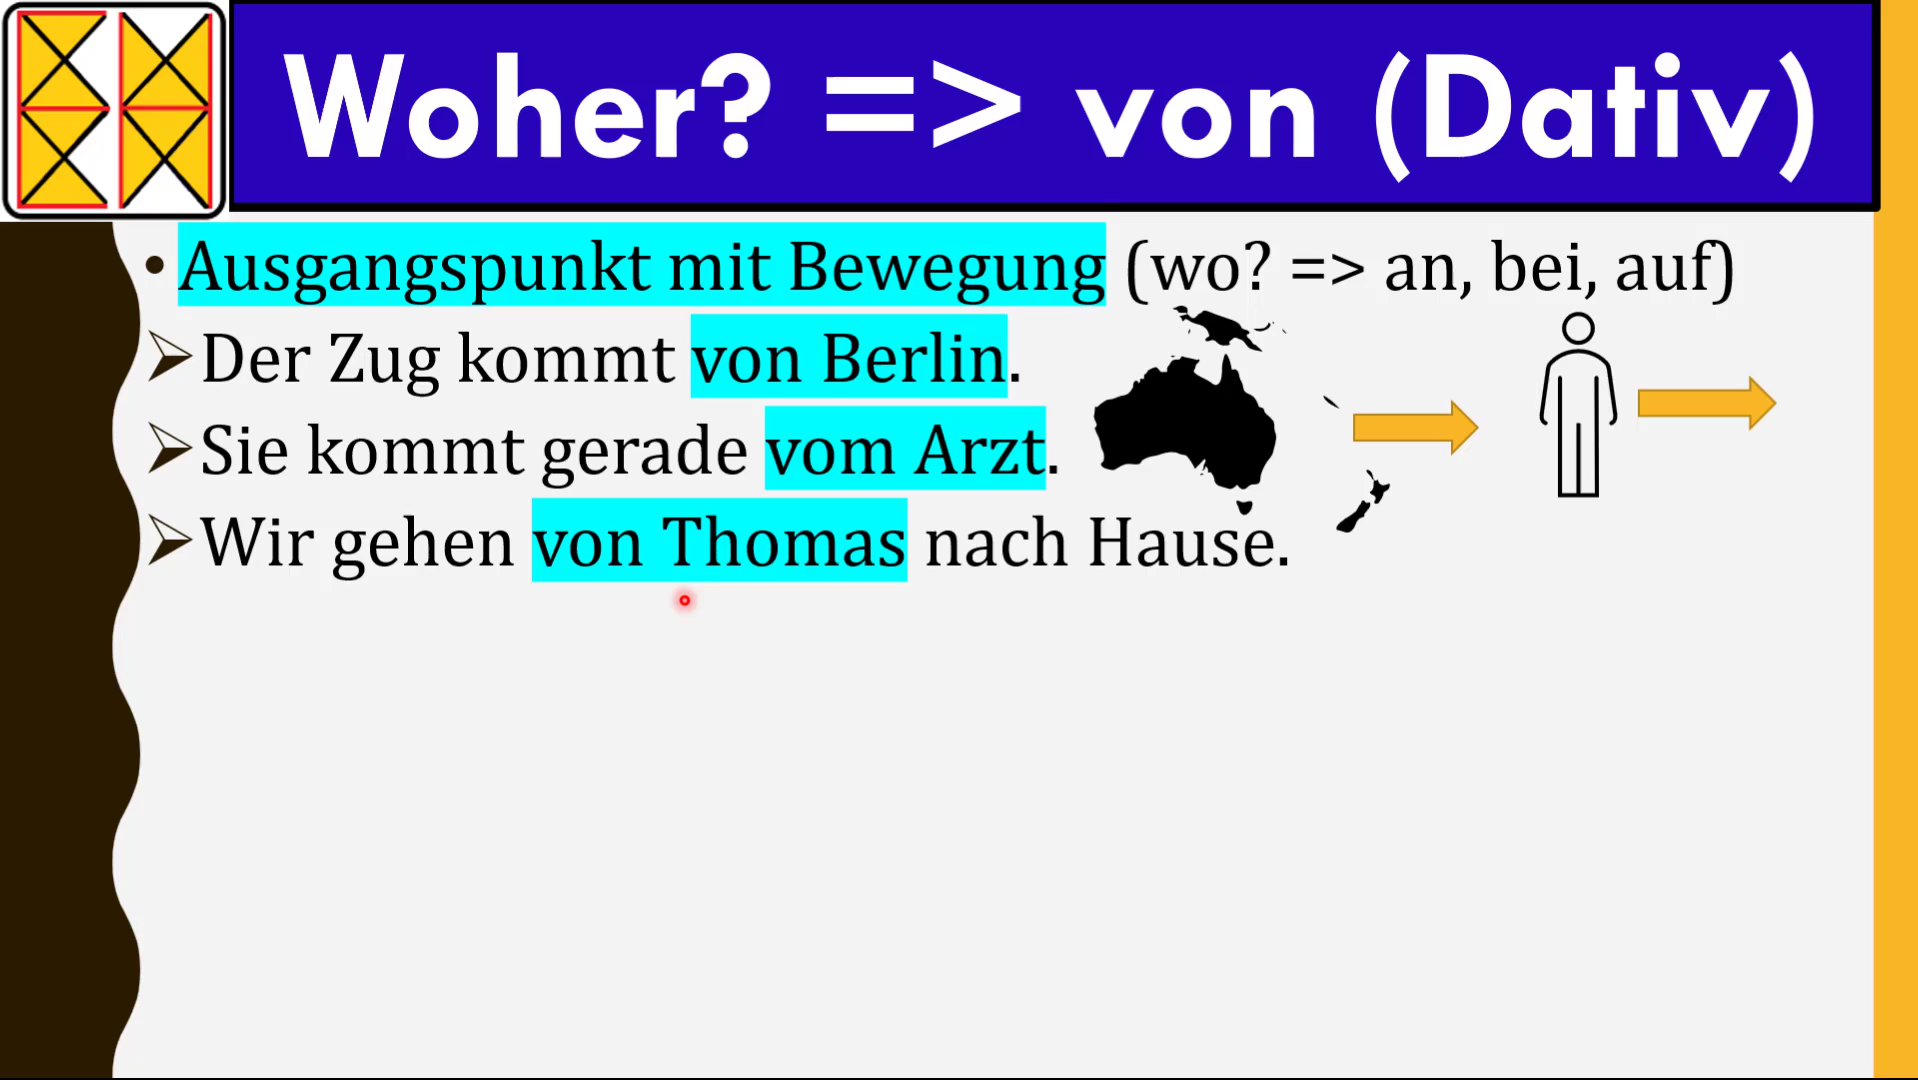 Woher? => von (Dativ)
• Ausgangspunkt mit Bewegung (wo? => an, bei, auf)
➢Der Zug kommt von Berlin.
➢Sie kommt gerade vom Arzt.
➢Wir gehen von Thomas nach Hause.